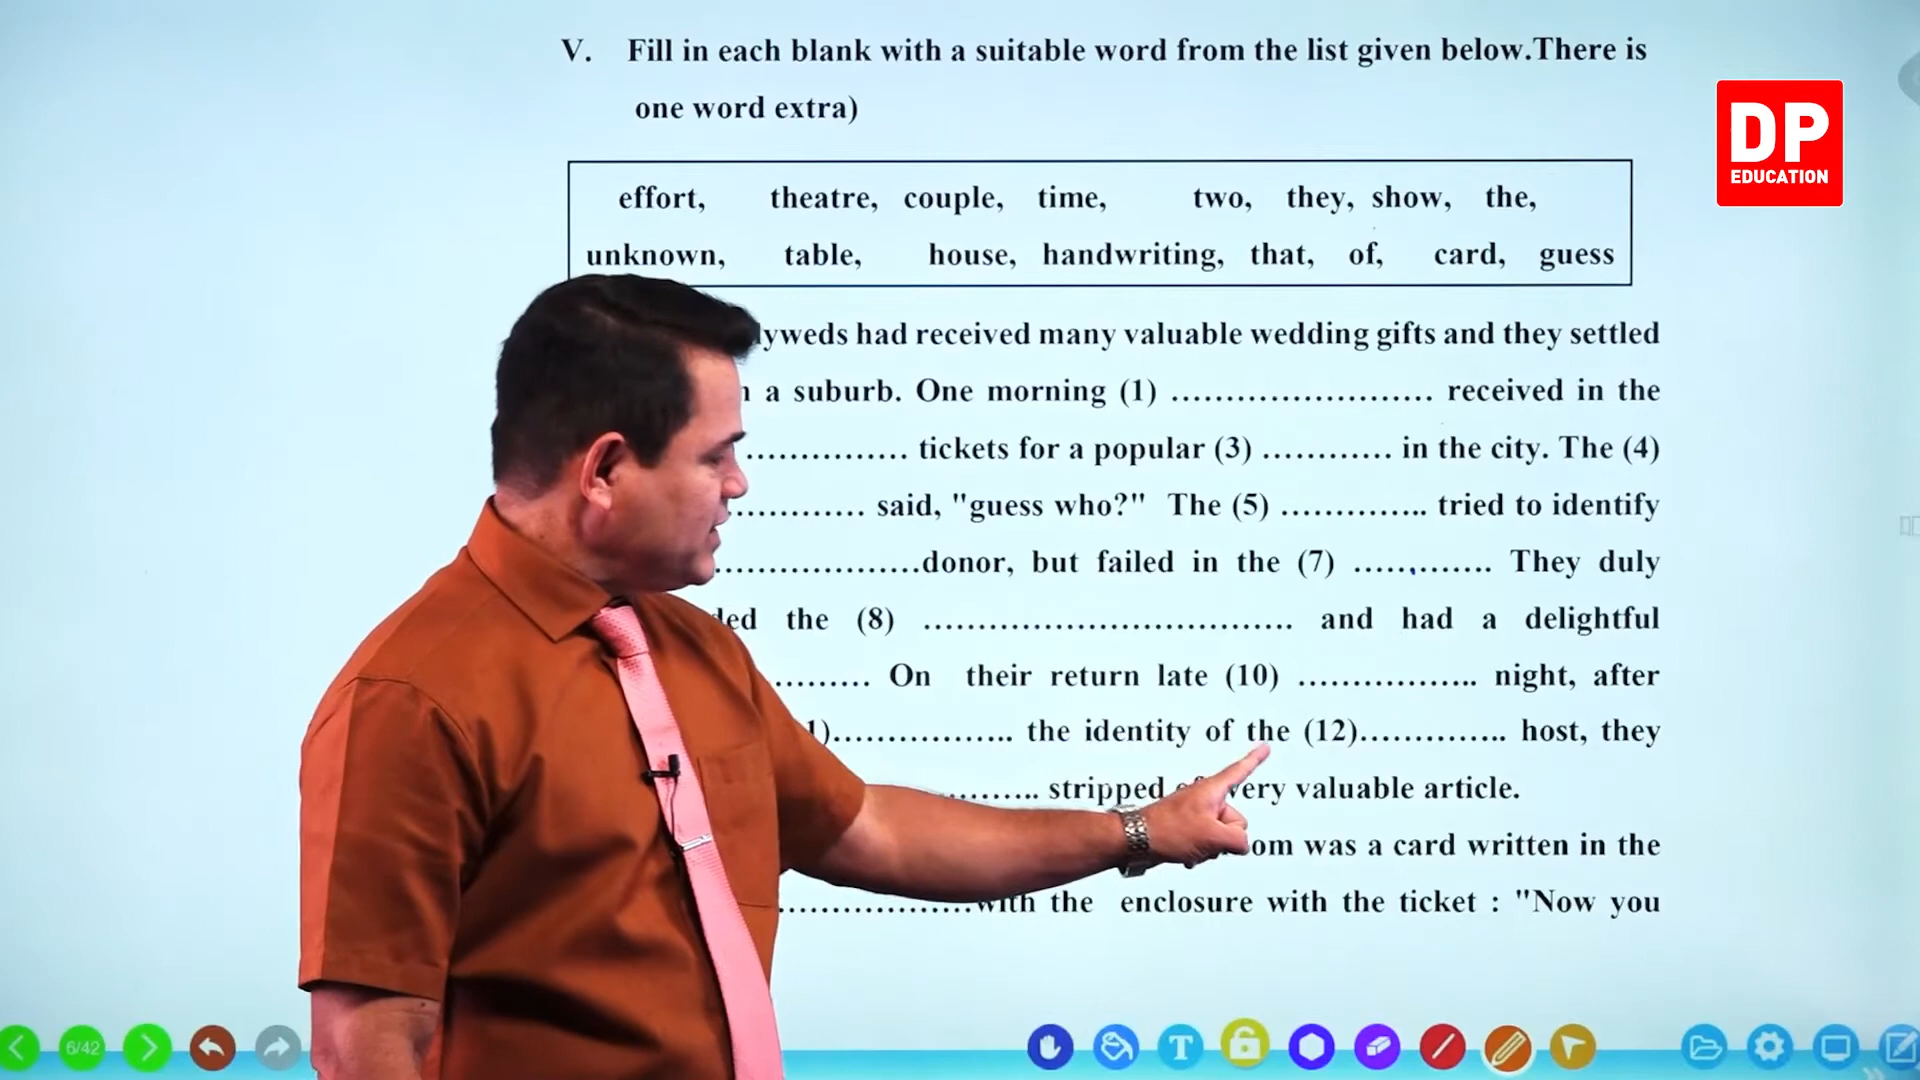 V. Fill in each blank with a suitable word from the list given below.There is
one word extra)
DP
EDUCATION
effort, theatre, couple, time, two, they, show, the,
unknown, table, house, handwriting, that, of, card, guess
had received many valuable wedding gifts and they settled
a suburb. One morning (1) ........................ received in the
............... tickets for a popular (3) ............ in the city. The (4)
............ said, "guess who?" The (5) .............. tried to identify
...................donor, but failed in the (7) ............. They duly
the (8) .................................. and had a delightful
......... On their return late (10) ................. night, after
................. the identity of the (12).............. host, they
.......... stripped very valuable article.
was a card written in the
..................with the enclosure with the ticket : "Now you
6/42
T